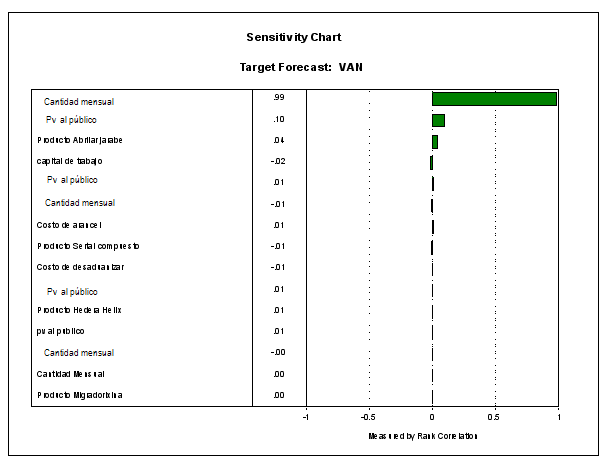 Sensitivity Chart
Target Forecast: VAN
Cantidad mensual .99
Pv al público .10
Producto Abrilar jarabe .04
capital de trabajo -.02
Pv al público .01
Cantidad mensual -.01
Costo de arancel .01
Producto Serial compuesto -.01
Costo de desaduanizar -.01
Pv al público .01
Producto Hedera Helix .01
pv al publico .01
Cantidad mensual -.00
Cantidad Mensual .00
Producto Migradorixina .00
-1 -0.5 0 0.5 1
Measured by Rank Correlation